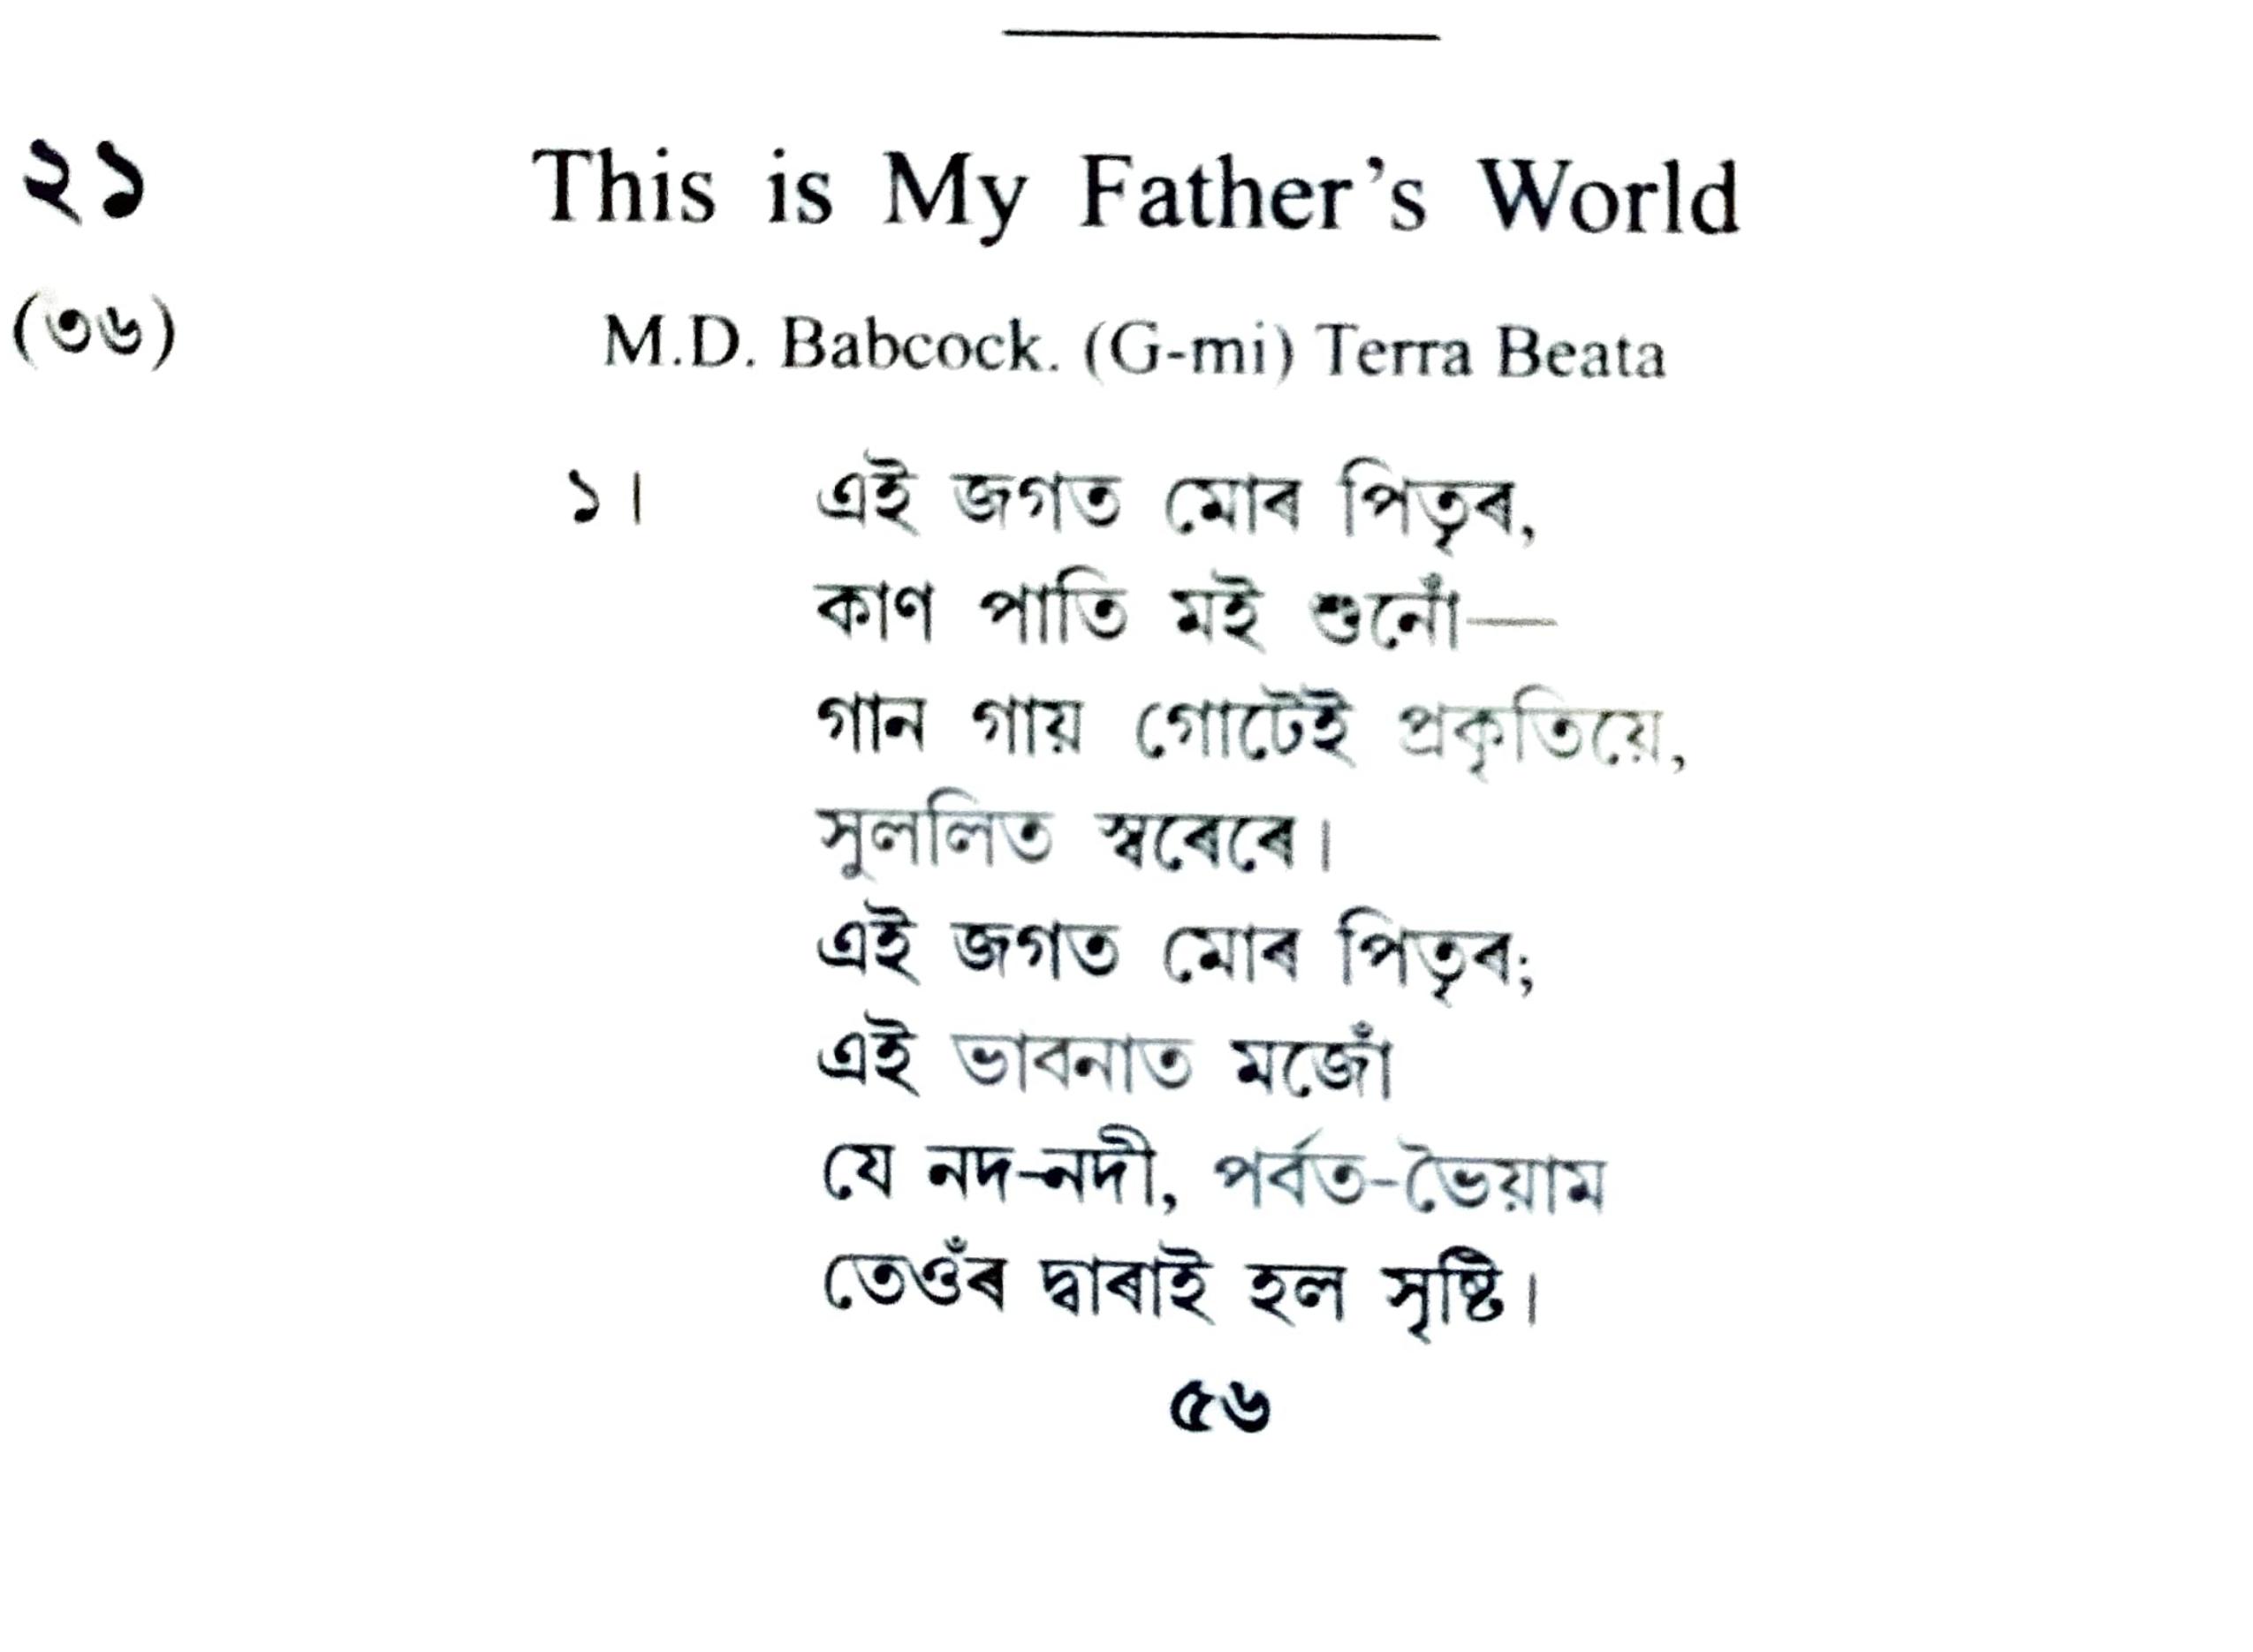 ২১ This is My Father’s World
(৩৬) M.D. Babcock. (G-mi) Terra Beata
১। এই জগত মোৰ পিতৃৰ,
কাণ পাতি মই শুনোঁ—
গান গায় গোটেই প্ৰকৃতিয়ে,
সুললিত স্বৰেৰে।
এই জগত মোৰ পিতৃৰ;
এই ভাবনাত মজোঁ
যে নদ-নদী, পৰ্বত-ভৈয়াম
তেওঁৰ দ্বাৰাই হল সৃষ্টি।
৫৬